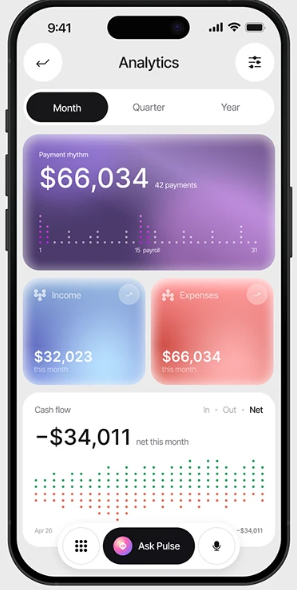 9:41
Analytics
Month Quarter Year
Payment rhythm
$66,034 42 payments
1 15 payroll 31
Income
$32,023
this month
Expenses
$66,034
this month
Cash flow In • Out • Net
−$34,011 net this month
Apr 26 −$34,011
Ask Pulse